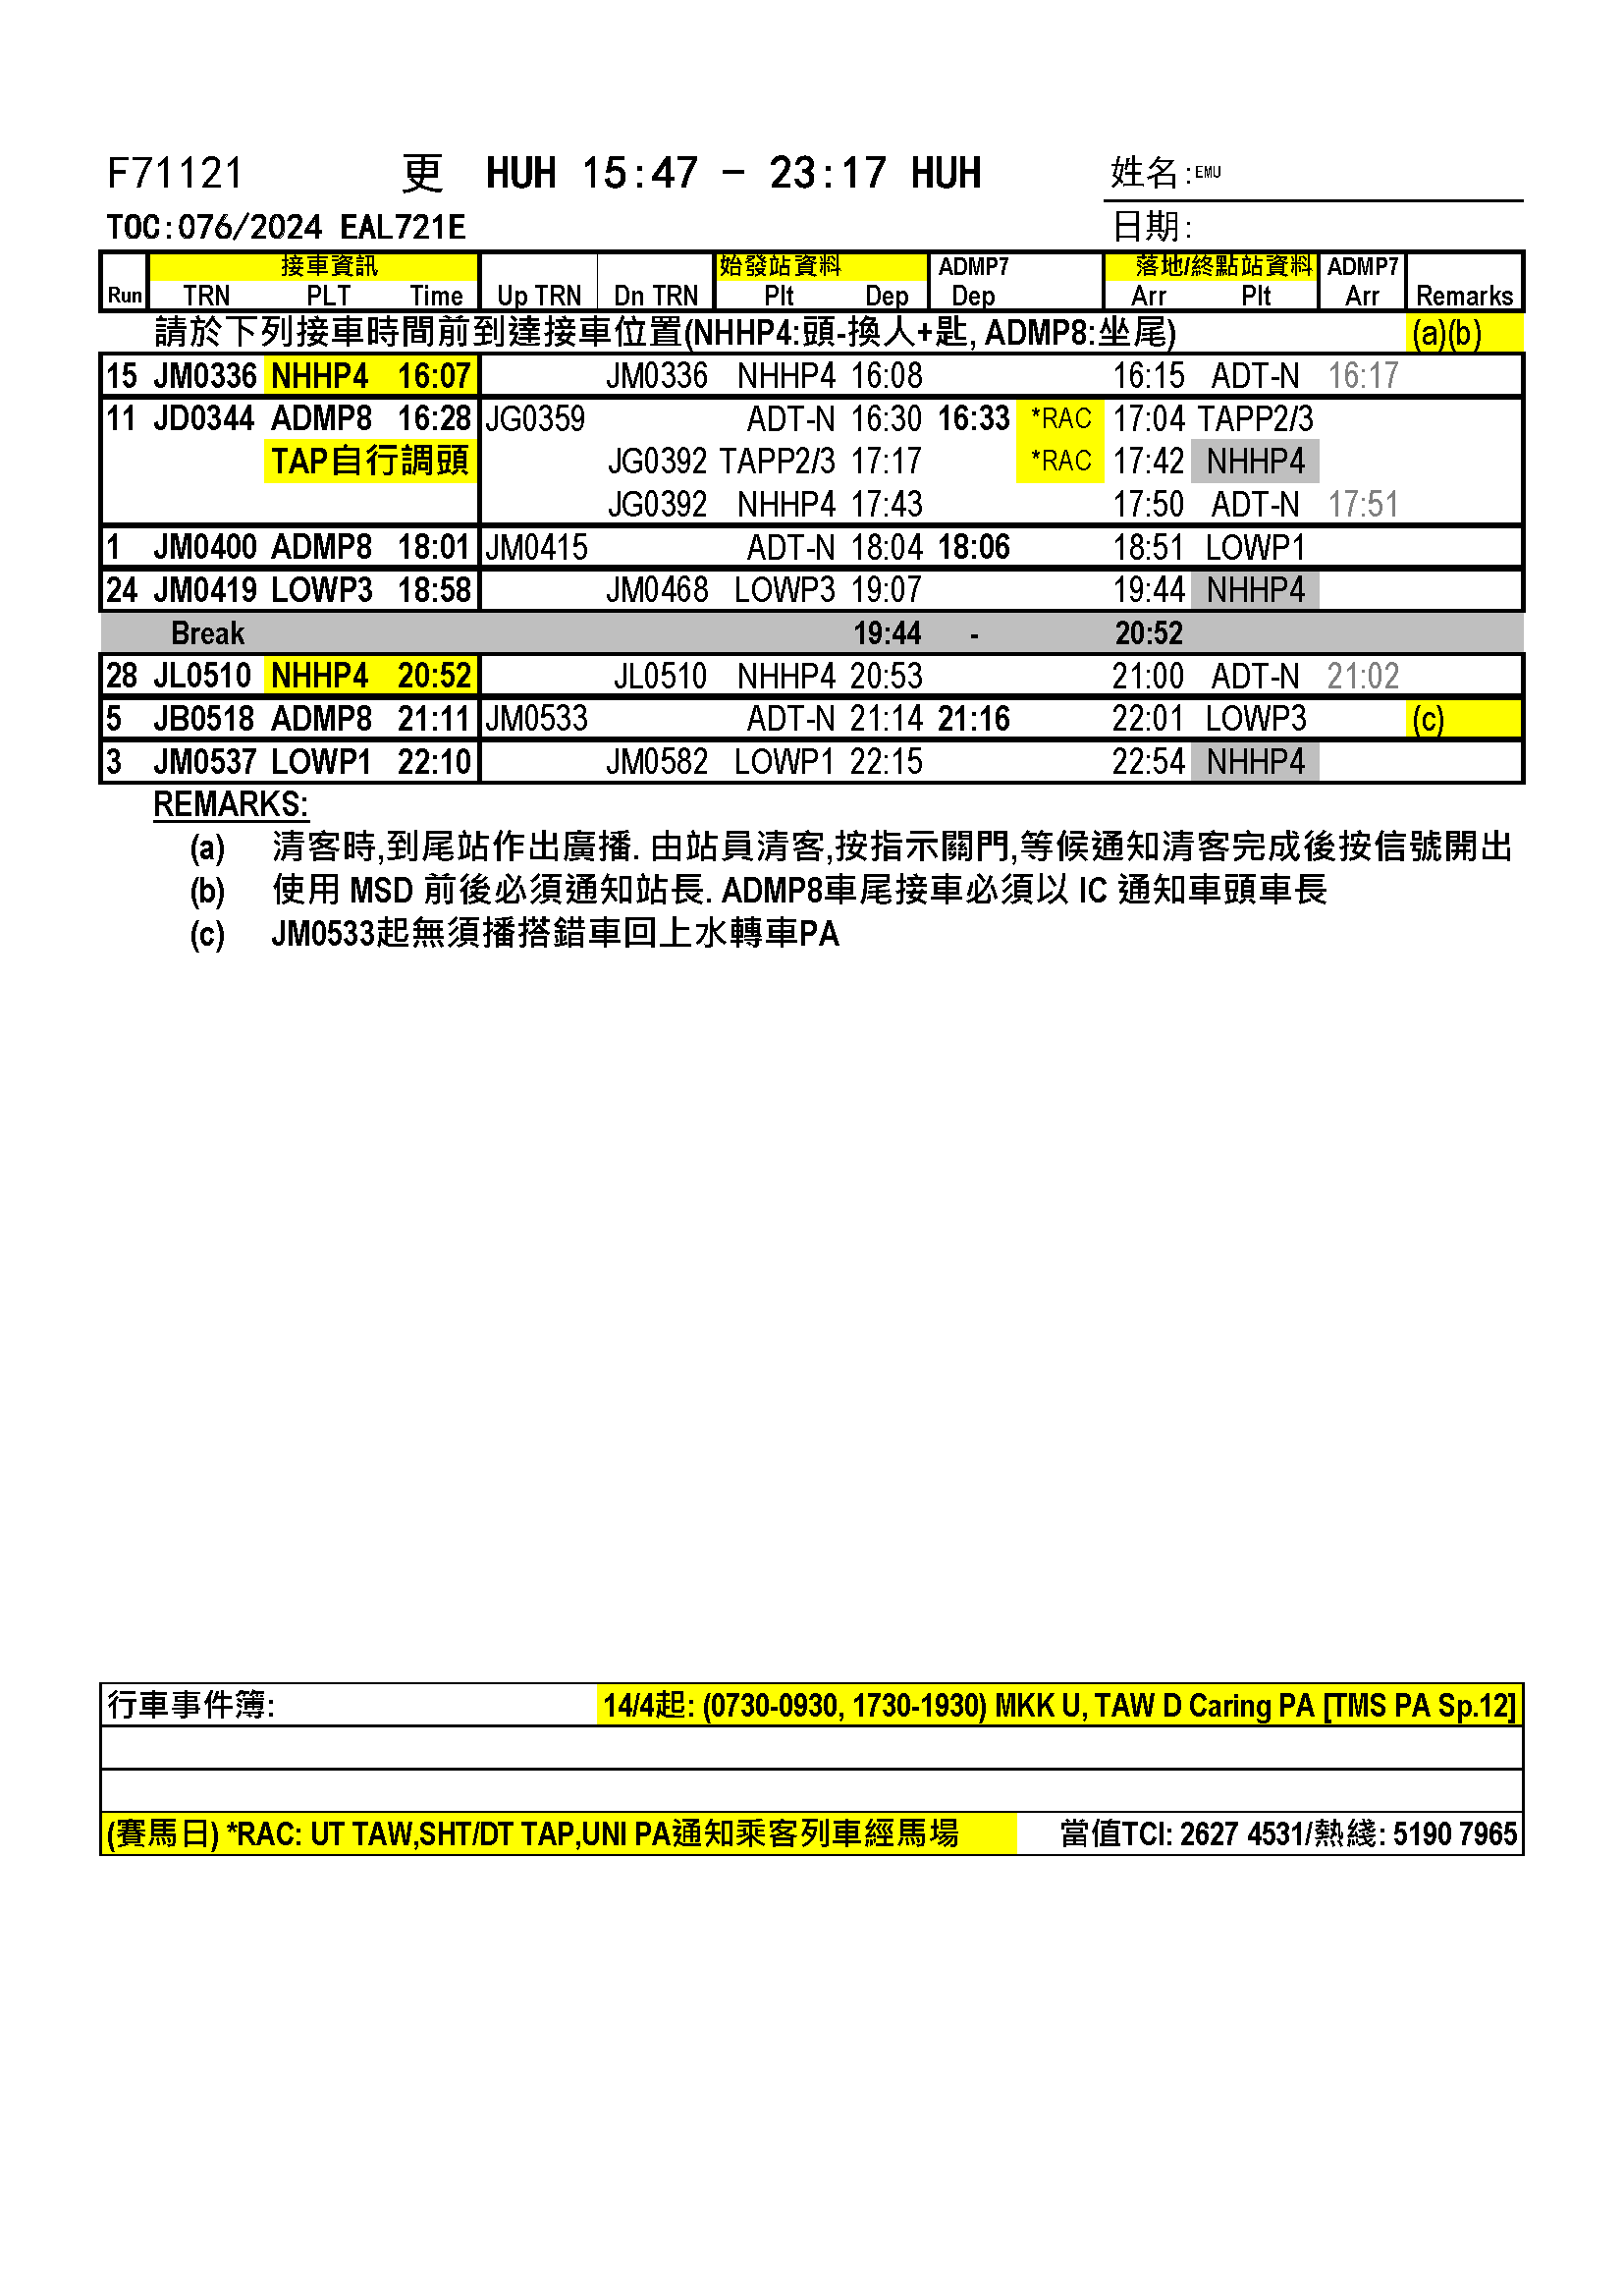 F71121 更 HUH 15:47 - 23:17 HUH 姓名:EMU
TOC:076/2024 EAL721E 日期:
接車資訊 始發站資料 ADMP7 落地/終點站資料 ADMP7
Run TRN PLT Time Up TRN Dn TRN Plt Dep Dep Arr Plt Arr Remarks
請於下列接車時間前到達接車位置(NHHP4:頭-換人+匙, ADMP8:坐尾) (a)(b)
15 JM0336 NHHP4 16:07 JM0336 NHHP4 16:08 16:15 ADT-N 16:17
11 JD0344 ADMP8 16:28 JG0359 ADT-N 16:30 16:33 *RAC 17:04 TAPP2/3
TAP自行調頭 JG0392 TAPP2/3 17:17 *RAC 17:42 NHHP4
JG0392 NHHP4 17:43 17:50 ADT-N 17:51
1 JM0400 ADMP8 18:01 JM0415 ADT-N 18:04 18:06 18:51 LOWP1
24 JM0419 LOWP3 18:58 JM0468 LOWP3 19:07 19:44 NHHP4
Break 19:44 - 20:52
28 JL0510 NHHP4 20:52 JL0510 NHHP4 20:53 21:00 ADT-N 21:02
5 JB0518 ADMP8 21:11 JM0533 ADT-N 21:14 21:16 22:01 LOWP3 (c)
3 JM0537 LOWP1 22:10 JM0582 LOWP1 22:15 22:54 NHHP4
REMARKS:
(a) 清客時,到尾站作出廣播. 由站員清客,按指示關門,等候通知清客完成後按信號開出
(b) 使用 MSD 前後必須通知站長. ADMP8車尾接車必須以 IC 通知車頭車長
(c) JM0533起無須播搭錯車回上水轉車PA
行車事件簿: 14/4起: (0730-0930, 1730-1930) MKK U, TAW D Caring PA [TMS PA Sp.12]
(賽馬日) *RAC: UT TAW,SHT/DT TAP,UNI PA通知乘客列車經馬場 當值TCI: 2627 4531/熱綫: 5190 7965